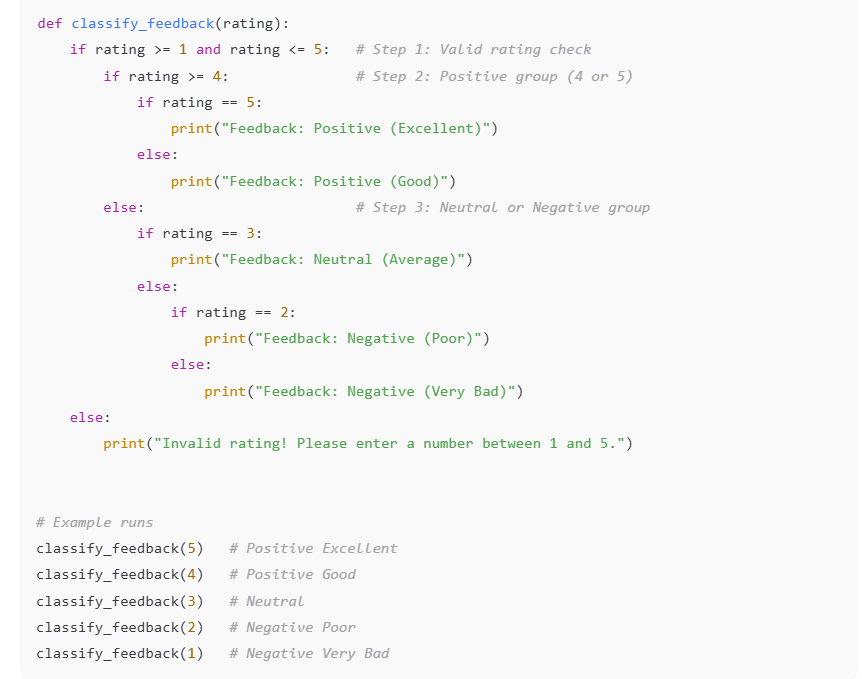 def classify_feedback(rating):
    if rating >= 1 and rating <= 5:   # Step 1: Valid rating check
        if rating >= 4:               # Step 2: Positive group (4 or 5)
            if rating == 5:
                print("Feedback: Positive (Excellent)")
            else:
                print("Feedback: Positive (Good)")
        else:                         # Step 3: Neutral or Negative group
            if rating == 3:
                print("Feedback: Neutral (Average)")
            else:
                if rating == 2:
                    print("Feedback: Negative (Poor)")
                else:
                    print("Feedback: Negative (Very Bad)")
    else:
        print("Invalid rating! Please enter a number between 1 and 5.")
# Example runs
classify_feedback(5)   # Positive Excellent
classify_feedback(4)   # Positive Good
classify_feedback(3)   # Neutral
classify_feedback(2)   # Negative Poor
classify_feedback(1)   # Negative Very Bad